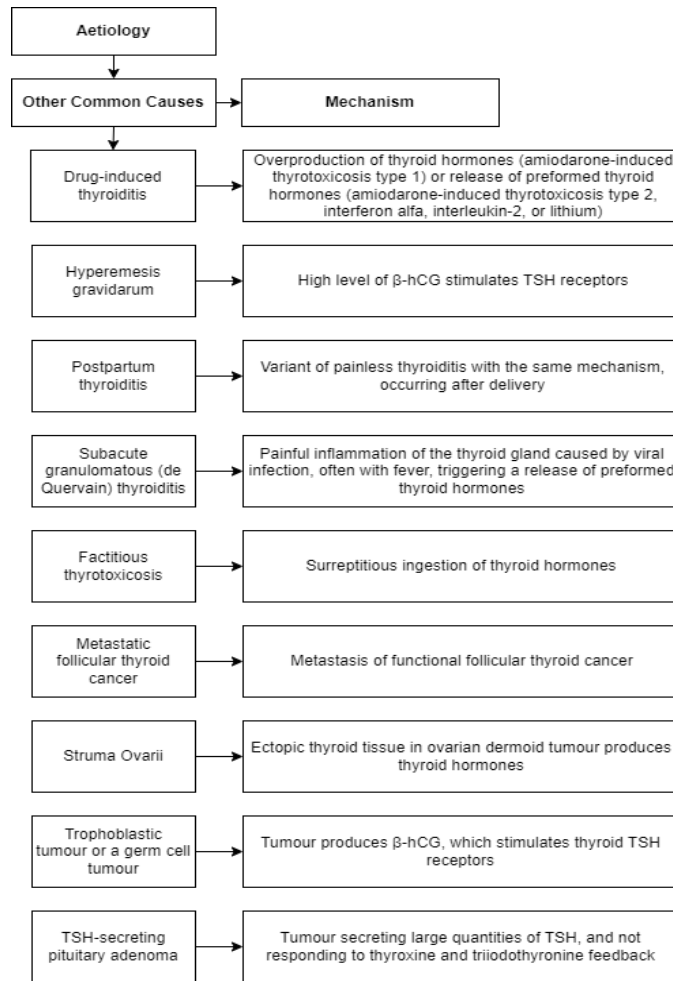 Aetiology
Other Common Causes
Mechanism
Drug-induced
thyroiditis
Overproduction of thyroid hormones (amiodarone-induced
thyrotoxicosis type 1) or release of preformed thyroid
hormones (amiodarone-induced thyrotoxicosis type 2,
interferon alfa, interleukin-2, or lithium)
Hyperemesis
gravidarum
High level of β-hCG stimulates TSH receptors
Postpartum
thyroiditis
Variant of painless thyroiditis with the same mechanism,
occurring after delivery
Subacute
granulomatous (de
Quervain) thyroiditis
Painful inflammation of the thyroid gland caused by viral
infection, often with fever, triggering a release of preformed
thyroid hormones
Factitious
thyrotoxicosis
Surreptitious ingestion of thyroid hormones
Metastatic
follicular thyroid
cancer
Metastasis of functional follicular thyroid cancer
Struma Ovarii
Ectopic thyroid tissue in ovarian dermoid tumour produces
thyroid hormones
Trophoblastic
tumour or a germ cell
tumour
Tumour produces β-hCG, which stimulates thyroid TSH
receptors
TSH-secreting
pituitary adenoma
Tumour secreting large quantities of TSH, and not
responding to thyroxine and triiodothyronine feedback